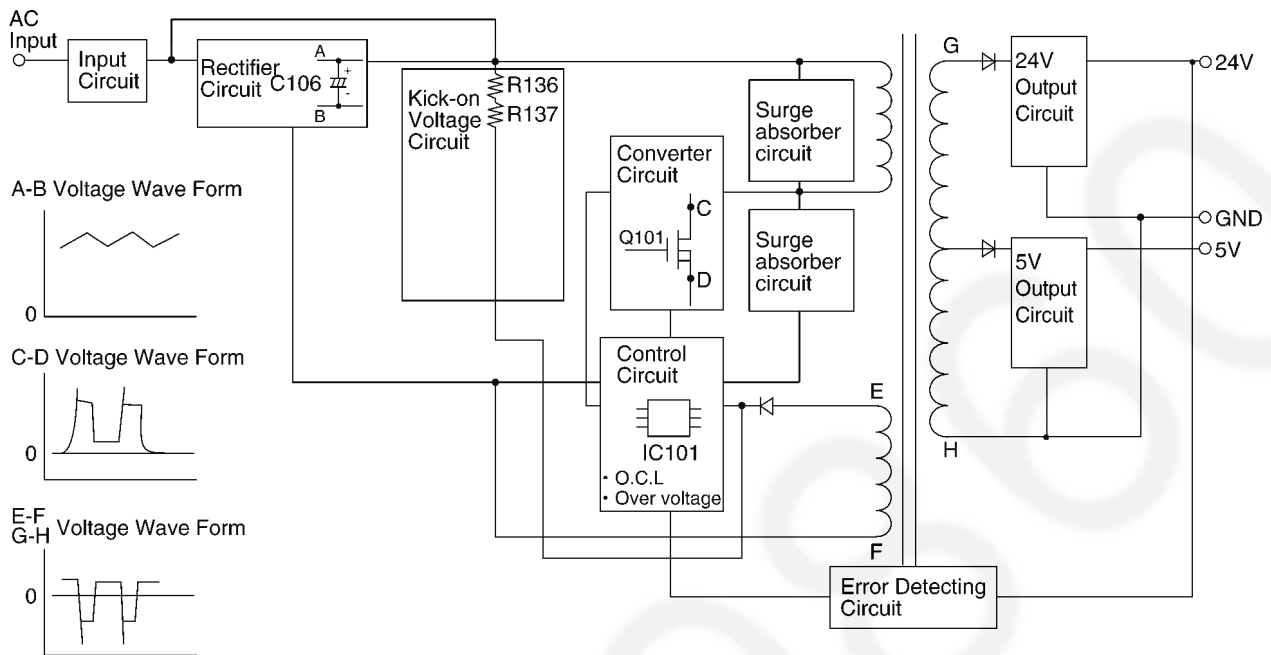 AC
Input
Input
Circuit
Rectifier
Circuit
C106
A
+
-
B
Kick-on
Voltage
Circuit
R136
R137
Converter
Circuit
C
Q101
D
Surge
absorber
circuit
Surge
absorber
circuit
Control
Circuit
IC101
· O.C.L
· Over voltage
E
F
G
H
24V
Output
Circuit
24V
GND
5V
5V
Output
Circuit
Error Detecting
Circuit
A-B Voltage Wave Form
0
C-D Voltage Wave Form
0
E-F
G-H Voltage Wave Form
0